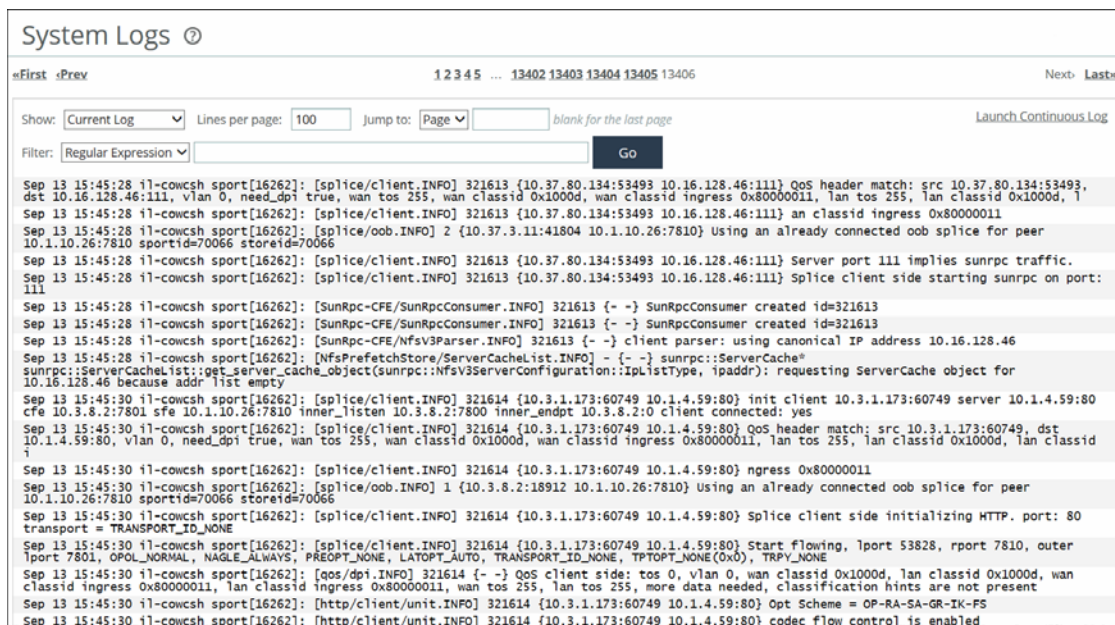 System Logs ?
«First ‹Prev 1 2 3 4 5 ... 13402 13403 13404 13405 13406 Next› Last»
Show: Current Log Lines per page: 100 Jump to: Page blank for the last page Launch Continuous Log
Filter: Regular Expression Go
Sep 13 15:45:28 il-cowcsh sport[16262]: [splice/client.INFO] 321613 {10.37.80.134:53493 10.16.128.46:111} QoS header match: src 10.37.80.134:53493,
dst 10.16.128.46:111, vlan 0, need_dpi true, wan tos 255, wan classid 0x1000d, wan classid ingress 0x80000011, lan tos 255, lan classid 0x1000d, l
Sep 13 15:45:28 il-cowcsh sport[16262]: [splice/client.INFO] 321613 {10.37.80.134:53493 10.16.128.46:111} an classid ingress 0x80000011
Sep 13 15:45:28 il-cowcsh sport[16262]: [splice/oob.INFO] 2 {10.37.3.11:41804 10.1.10.26:7810} Using an already connected oob splice for peer
10.1.10.26:7810 sportid=70066 storeid=70066
Sep 13 15:45:28 il-cowcsh sport[16262]: [splice/client.INFO] 321613 {10.37.80.134:53493 10.16.128.46:111} Server port 111 implies sunrpc traffic.
Sep 13 15:45:28 il-cowcsh sport[16262]: [splice/client.INFO] 321613 {10.37.80.134:53493 10.16.128.46:111} Splice client side starting sunrpc on port:
111
Sep 13 15:45:28 il-cowcsh sport[16262]: [SunRpc-CFE/SunRpcConsumer.INFO] 321613 {- -} SunRpcConsumer created id=321613
Sep 13 15:45:28 il-cowcsh sport[16262]: [SunRpc-CFE/SunRpcConsumer.INFO] 321613 {- -} SunRpcConsumer created id=321613
Sep 13 15:45:28 il-cowcsh sport[16262]: [SunRpc-CFE/NfsV3Parser.INFO] 321613 {- -} client parser: using canonical IP address 10.16.128.46
Sep 13 15:45:28 il-cowcsh sport[16262]: [NfsPrefetchStore/ServerCacheList.INFO] - {- -} sunrpc::ServerCache*
sunrpc::ServerCacheList::get_server_cache_object(sunrpc::NfsV3ServerConfiguration::IpListType, ipaddr): requesting ServerCache object for
10.16.128.46 because addr list empty
Sep 13 15:45:30 il-cowcsh sport[16262]: [splice/client.INFO] 321614 {10.3.1.173:60749 10.1.4.59:80} init client 10.3.1.173:60749 server 10.1.4.59:80
cfe 10.3.8.2:7801 sfe 10.1.10.26:7810 inner_listen 10.3.8.2:7800 inner_endpt 10.3.8.2:0 client connected: yes
Sep 13 15:45:30 il-cowcsh sport[16262]: [splice/client.INFO] 321614 {10.3.1.173:60749 10.1.4.59:80} QoS header match: src 10.3.1.173:60749, dst
10.1.4.59:80, vlan 0, need_dpi true, wan tos 255, wan classid 0x1000d, wan classid ingress 0x80000011, lan tos 255, lan classid 0x1000d, lan classid
i
Sep 13 15:45:30 il-cowcsh sport[16262]: [splice/client.INFO] 321614 {10.3.1.173:60749 10.1.4.59:80} ngress 0x80000011
Sep 13 15:45:30 il-cowcsh sport[16262]: [splice/oob.INFO] 1 {10.3.8.2:18912 10.1.10.26:7810} Using an already connected oob splice for peer
10.1.10.26:7810 sportid=70066 storeid=70066
Sep 13 15:45:30 il-cowcsh sport[16262]: [splice/client.INFO] 321614 {10.3.1.173:60749 10.1.4.59:80} Splice client side initializing HTTP. port: 80
transport = TRANSPORT_ID_NONE
Sep 13 15:45:30 il-cowcsh sport[16262]: [splice/client.INFO] 321614 {10.3.1.173:60749 10.1.4.59:80} Start flowing, lport 53828, rport 7810, outer
lport 7801, OPOL_NORMAL, NAGLE_ALWAYS, PREOPT_NONE, LATOPT_AUTO, TRANSPORT_ID_NONE, TPTOPT_NONE(0x0), TRPY_NONE
Sep 13 15:45:30 il-cowcsh sport[16262]: [qos/dpi.INFO] 321614 {- -} QoS client side: tos 0, vlan 0, wan classid 0x1000d, lan classid 0x1000d, wan
classid ingress 0x80000011, lan classid ingress 0x80000011, wan tos 255, lan tos 255, more data needed, classification hints are not present
Sep 13 15:45:30 il-cowcsh sport[16262]: [http/client/unit.INFO] 321614 {10.3.1.173:60749 10.1.4.59:80} Opt Scheme = OP-RA-SA-GR-IK-FS
Sep 13 15:45:30 il-cowcsh sport[16262]: [http/client/unit.INFO] 321614 {10.3.1.173:60749 10.1.4.59:80} codec flow control is enabled